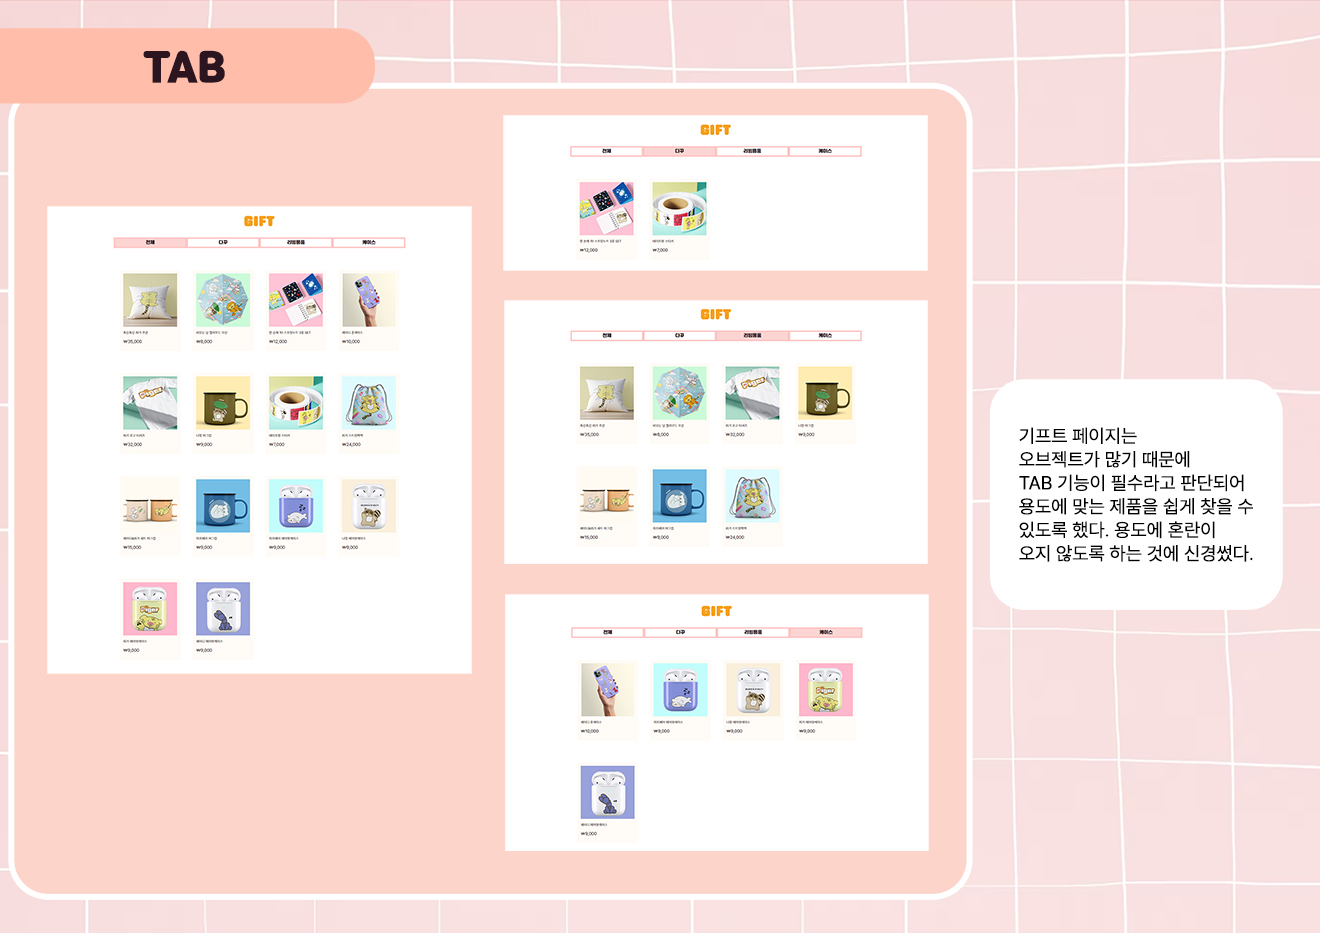 TAB
GIFT
전체 다꾸 리빙용품 케이스
₩35,000 ₩8,000 ₩12,000 ₩10,000
₩32,000 ₩9,000 ₩7,000 ₩24,000
₩15,000 ₩9,000 ₩9,000 ₩9,000
₩9,000 ₩9,000
GIFT
전체 다꾸 리빙용품 케이스
₩12,000 ₩7,000
GIFT
전체 다꾸 리빙용품 케이스
₩35,000 ₩8,000 ₩32,000 ₩9,000
₩15,000 ₩9,000 ₩24,000
GIFT
전체 다꾸 리빙용품 케이스
₩10,000 ₩9,000 ₩9,000 ₩9,000
₩9,000
기프트 페이지는
오브젝트가 많기 때문에
TAB 기능이 필수라고 판단되어
용도에 맞는 제품을 쉽게 찾을 수
있도록 했다. 용도에 혼란이
오지 않도록 하는 것에 신경썼다.